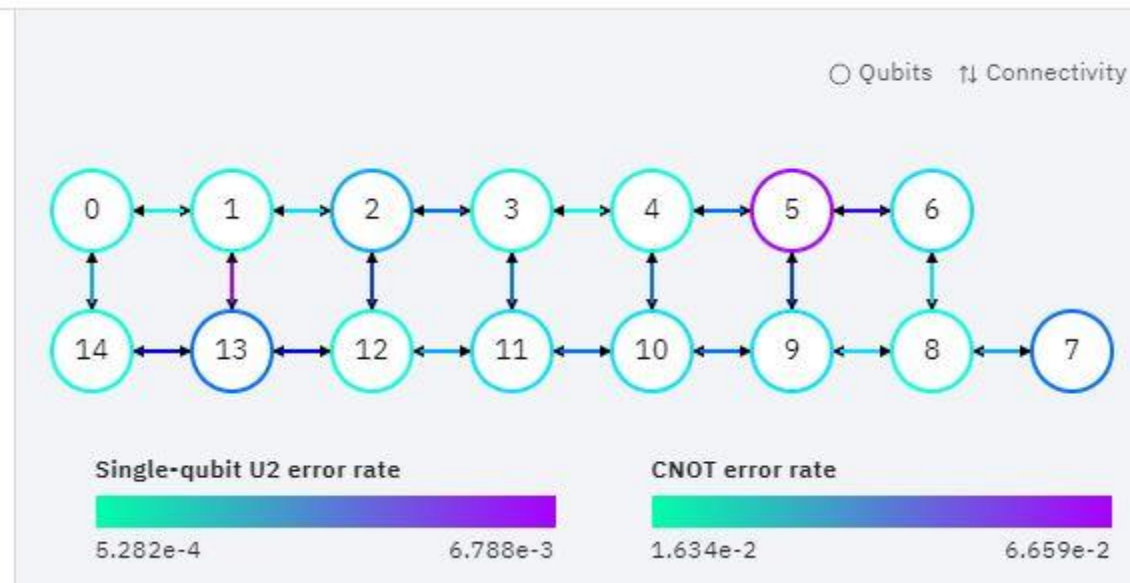 Qubits Connectivity
0 1 2 3 4 5 6
14 13 12 11 10 9 8 7
Single-qubit U2 error rate CNOT error rate
5.282e-4 6.788e-3 1.634e-2 6.659e-2